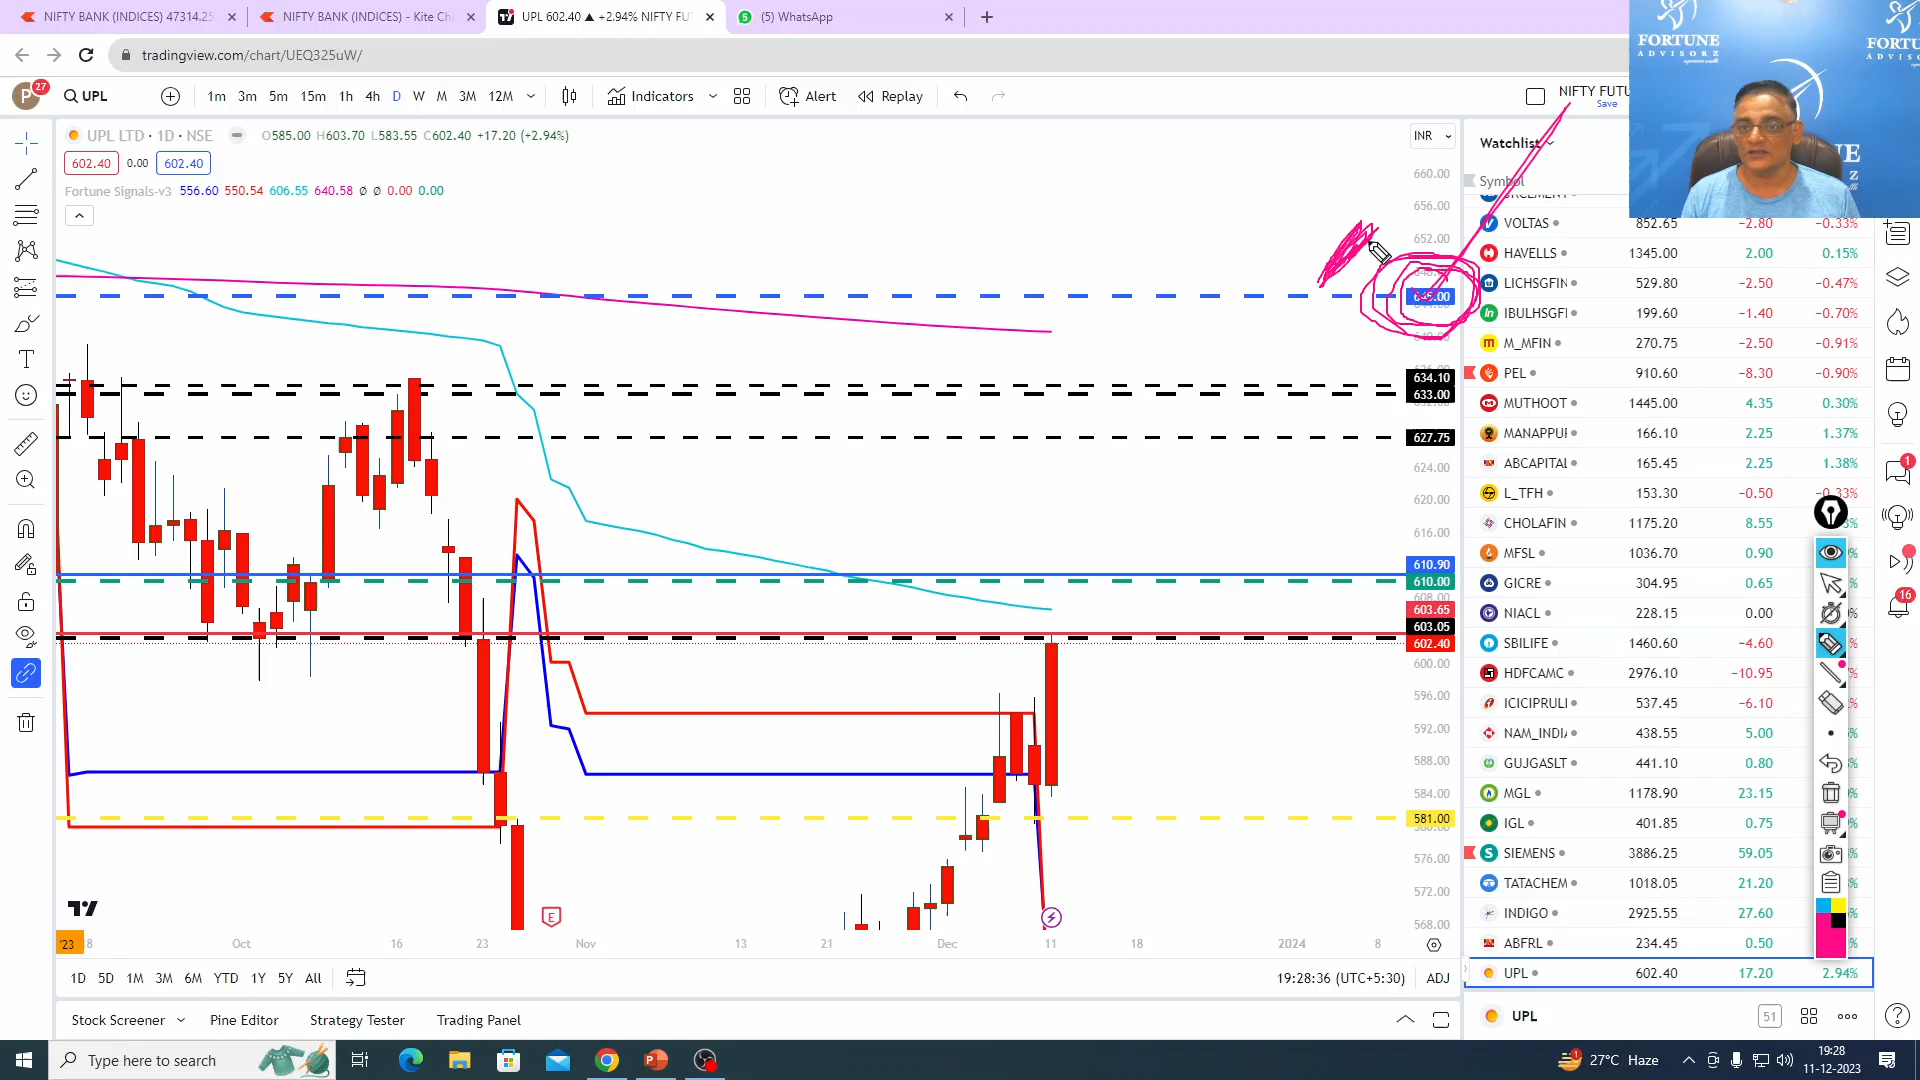 NIFTY BANK (INDICES) 47314.25
NIFTY BANK (INDICES) - Kite Ch
UPL 602.40 ▲ +2.94% NIFTY FU
(5) WhatsApp
tradingview.com/chart/UEQ325uW/
FORTUNE
ADVISORZ
P 27 UPL 1m 3m 5m 15m 1h 4h D W M 3M 12M Indicators Alert Replay NIFTY FUTU
Save
UPL LTD · 1D · NSE O585.00 H603.70 L583.55 C602.40 +17.20 (+2.94%)
602.40 0.00 602.40
Fortune Signals-v3 556.60 550.54 606.55 640.58 ∅ ∅ 0.00 0.00
INR
660.00
656.00
652.00
634.10
633.00
627.75
624.00
620.00
616.00
610.90
610.00
608.00
603.65
603.05
602.40
600.00
596.00
592.00
588.00
584.00
581.00
576.00
572.00
568.00
E
'23 Oct 16 23 Nov 13 21 Dec 11 18 2024 8
1D 5D 1M 3M 6M YTD 1Y 5Y All
19:28:36 (UTC+5:30) ADJ
Stock Screener Pine Editor Strategy Tester Trading Panel
Watchlist
Symbol
VOLTAS 852.65 −2.80 −0.33%
HAVELLS 1345.00 2.00 0.15%
LICHSGFIN 529.80 −2.50 −0.47%
IBULHSGFI 199.60 −1.40 −0.70%
M_MFIN 270.75 −2.50 −0.91%
PEL 910.60 −8.30 −0.90%
MUTHOOT 1445.00 4.35 0.30%
MANAPPUR 166.10 2.25 1.37%
ABCAPITAL 165.45 2.25 1.38%
L_TFH 153.30 −0.50 −0.33%
CHOLAFIN 1175.20 8.55
MFSL 1036.70 0.90
GICRE 304.95 0.65
NIACL 228.15 0.00
SBILIFE 1460.60 −4.60
HDFCAMC 2976.10 −10.95
ICICIPRULI 537.45 −6.10
NAM_INDIA 438.55 5.00
GUJGASLT 441.10 0.80
MGL 1178.90 23.15
IGL 401.85 0.75
SIEMENS 3886.25 59.05
TATACHEM 1018.05 21.20
INDIGO 2925.55 27.60
ABFRL 234.45 0.50
UPL 602.40 17.20 2.94%
UPL 51
1
16
Type here to search
27°C Haze
19:28
11-12-2023